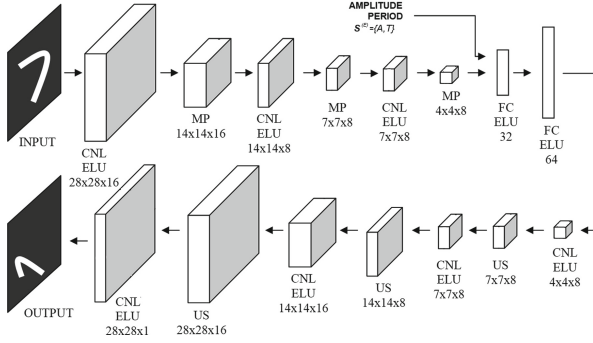 AMPLITUDE
PERIOD
S^(E)={A,T}
INPUT
CNL
ELU
28x28x16
MP
14x14x16
CNL
ELU
14x14x8
MP
7x7x8
CNL
ELU
7x7x8
MP
4x4x8
FC
ELU
32
FC
ELU
64
OUTPUT
CNL
ELU
28x28x1
US
28x28x16
CNL
ELU
14x14x16
US
14x14x8
CNL
ELU
7x7x8
US
7x7x8
CNL
ELU
4x4x8